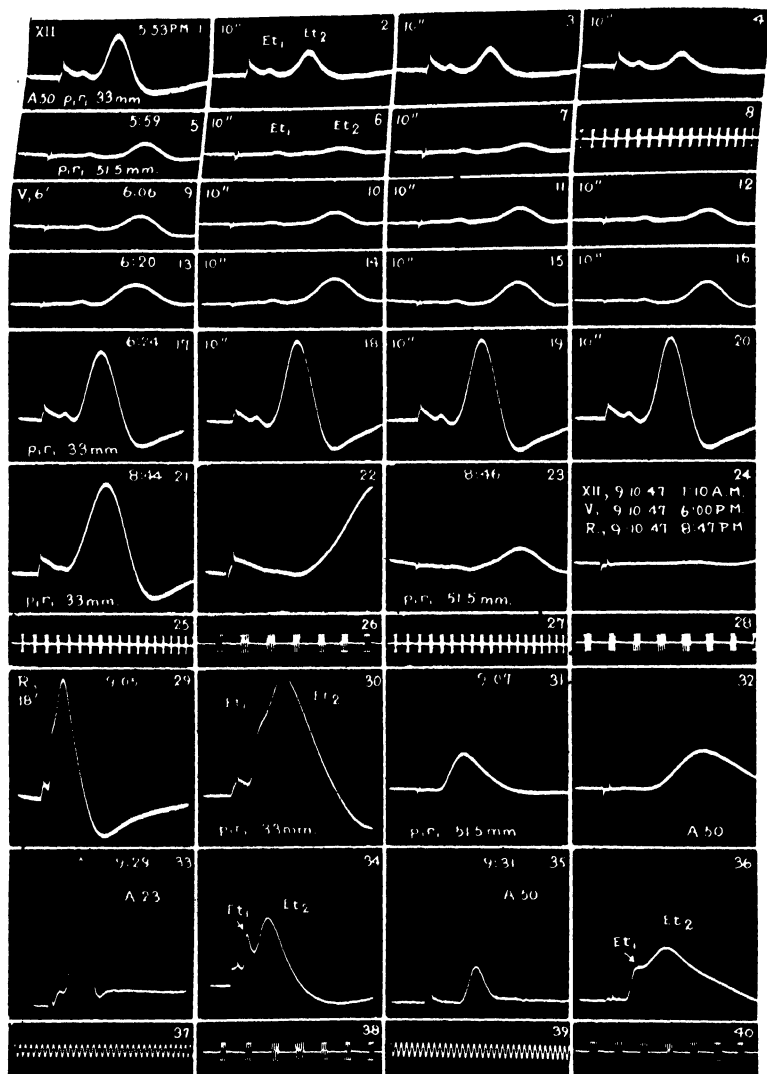 XII 5:53 PM 1
A 50 p.r. 33 mm
10" 2
Et₁ Et₂
10" 3
10" 4
5:59 5
p.r. 51.5 mm.
10" 6
Et₁ Et₂
10" 7
8
V, 6' 6:06 9
10" 10
10" 11
10" 12
6:20 13
10" 14
10" 15
10" 16
6:24 17
p.r. 33mm
10" 18
10" 19
10" 20
8:44 21
p.r. 33mm.
22
8:46 23
p.r. 51.5 mm.
24
XII, 9 10 47 1:10 A.M.
V, 9 10 47 6:00 P.M.
R, 9 10 47 8:47 PM
25
26
27
28
R, 9:05 29
18'
30
Et₁ Et₂
p.r. 33mm.
9:07 31
p.r. 51.5 mm
32
A 50
9:29 33
A 23
34
Et₁ Et₂
9:31 35
A 50
36
Et₁ Et₂
37
38
39
40